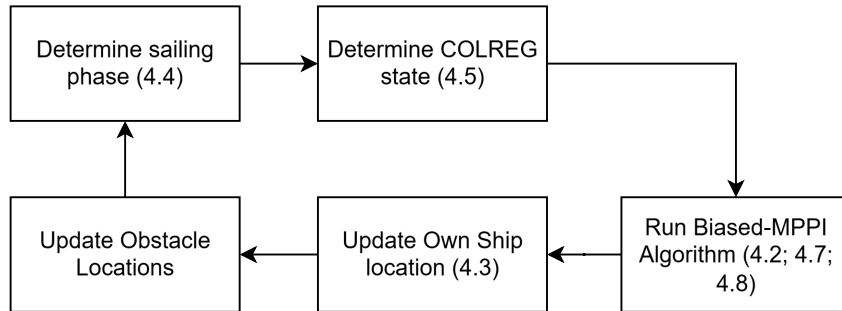 Determine sailing
phase (4.4)
Determine COLREG
state (4.5)
Run Biased-MPPI
Algorithm (4.2; 4.7;
4.8)
Update Own Ship
location (4.3)
Update Obstacle
Locations